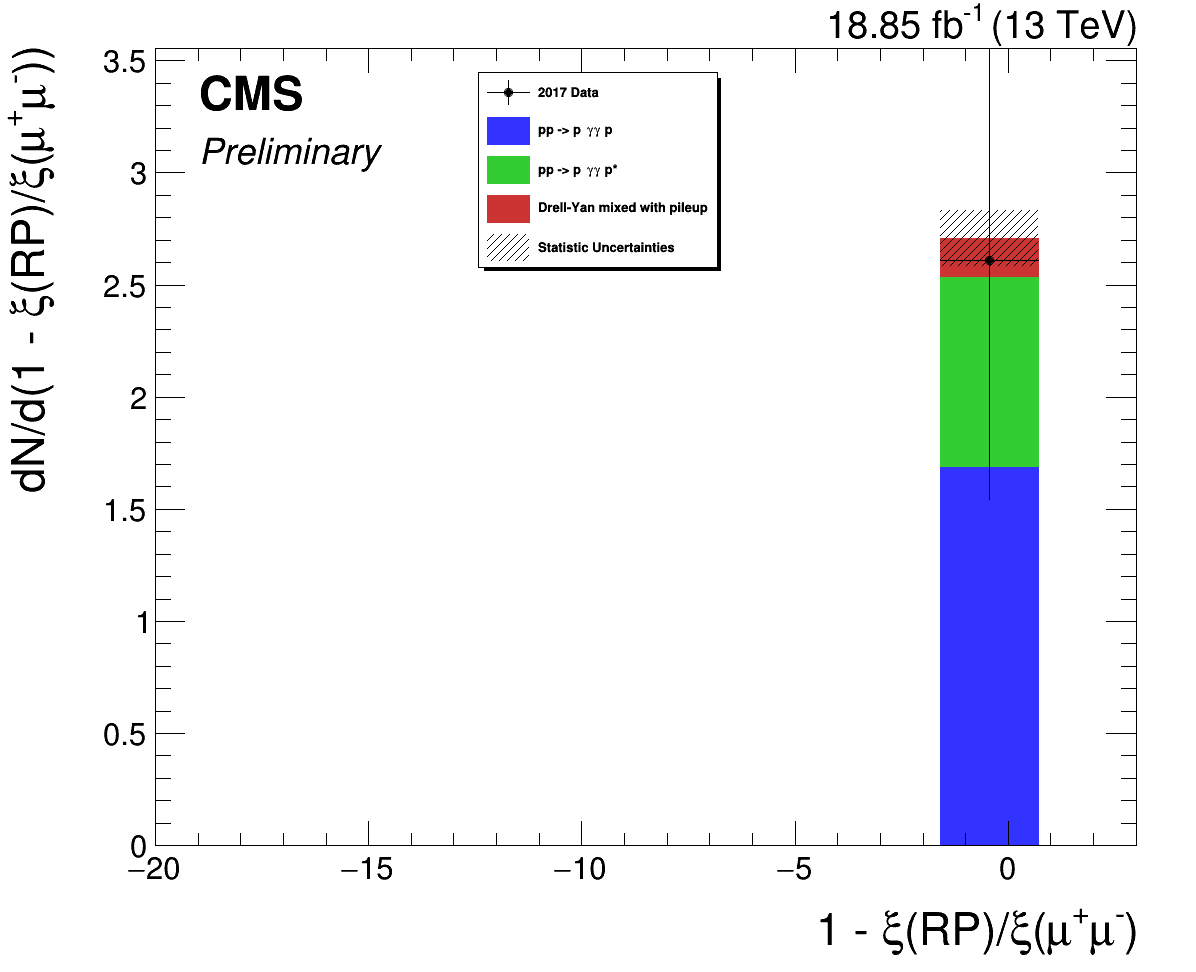 18.85 fb⁻¹ (13 TeV)
CMS
Preliminary
2017 Data
pp -> p γγ p
pp -> p γγ p*
Drell-Yan mixed with pileup
Statistic Uncertainties
dN/d(1 - ξ(RP)/ξ(μ⁺μ⁻))
3.5
3
2.5
2
1.5
1
0.5
0
−20 −15 −10 −5 0
1 - ξ(RP)/ξ(μ⁺μ⁻)